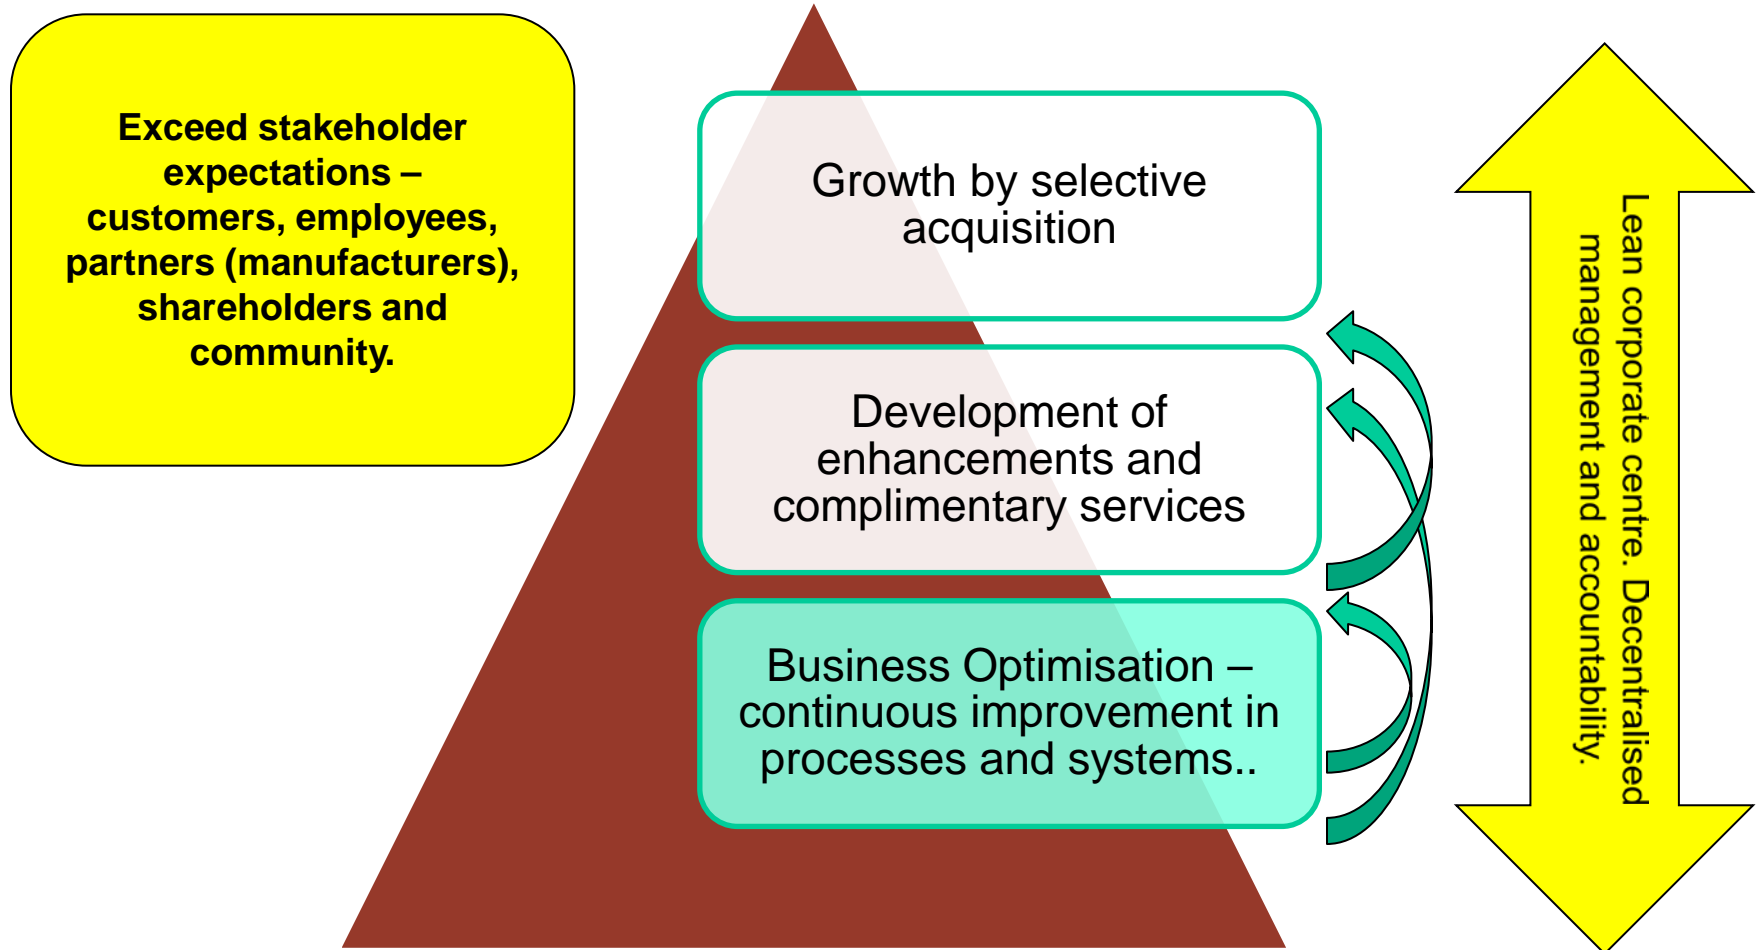 Exceed stakeholder
expectations –
customers, employees,
partners (manufacturers),
shareholders and
community.
Growth by selective
acquisition
Development of
enhancements and
complimentary services
Business Optimisation –
continuous improvement in
processes and systems..
Lean corporate centre. Decentralised
management and accountability.